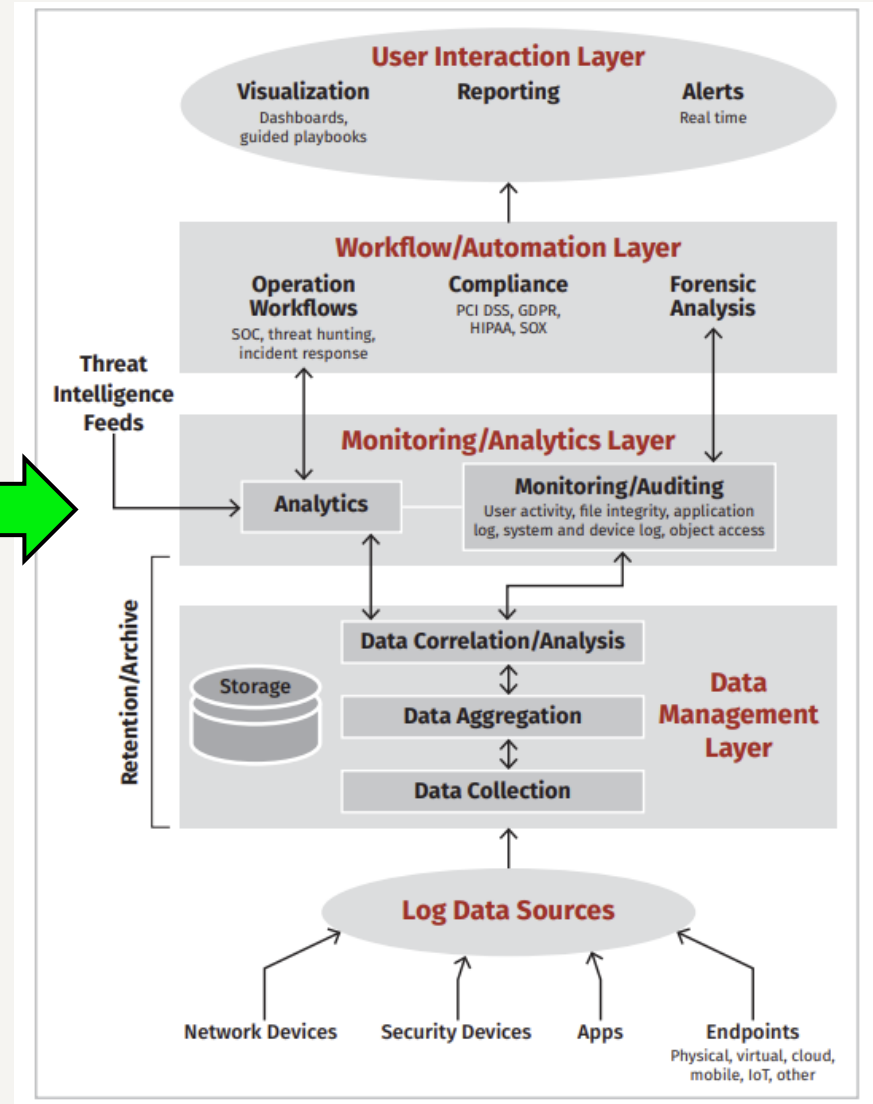 User Interaction Layer
Visualization
Dashboards,
guided playbooks
Reporting
Alerts
Real time
Workflow/Automation Layer
Operation
Workflows
SOC, threat hunting,
incident response
Compliance
PCI DSS, GDPR,
HIPAA, SOX
Forensic
Analysis
Threat
Intelligence
Feeds
Monitoring/Analytics Layer
Analytics
Monitoring/Auditing
User activity, file integrity, application
log, system and device log, object access
Retention/Archive
Storage
Data Correlation/Analysis
Data Aggregation
Data Collection
Data
Management
Layer
Log Data Sources
Network Devices
Security Devices
Apps
Endpoints
Physical, virtual, cloud,
mobile, IoT, other